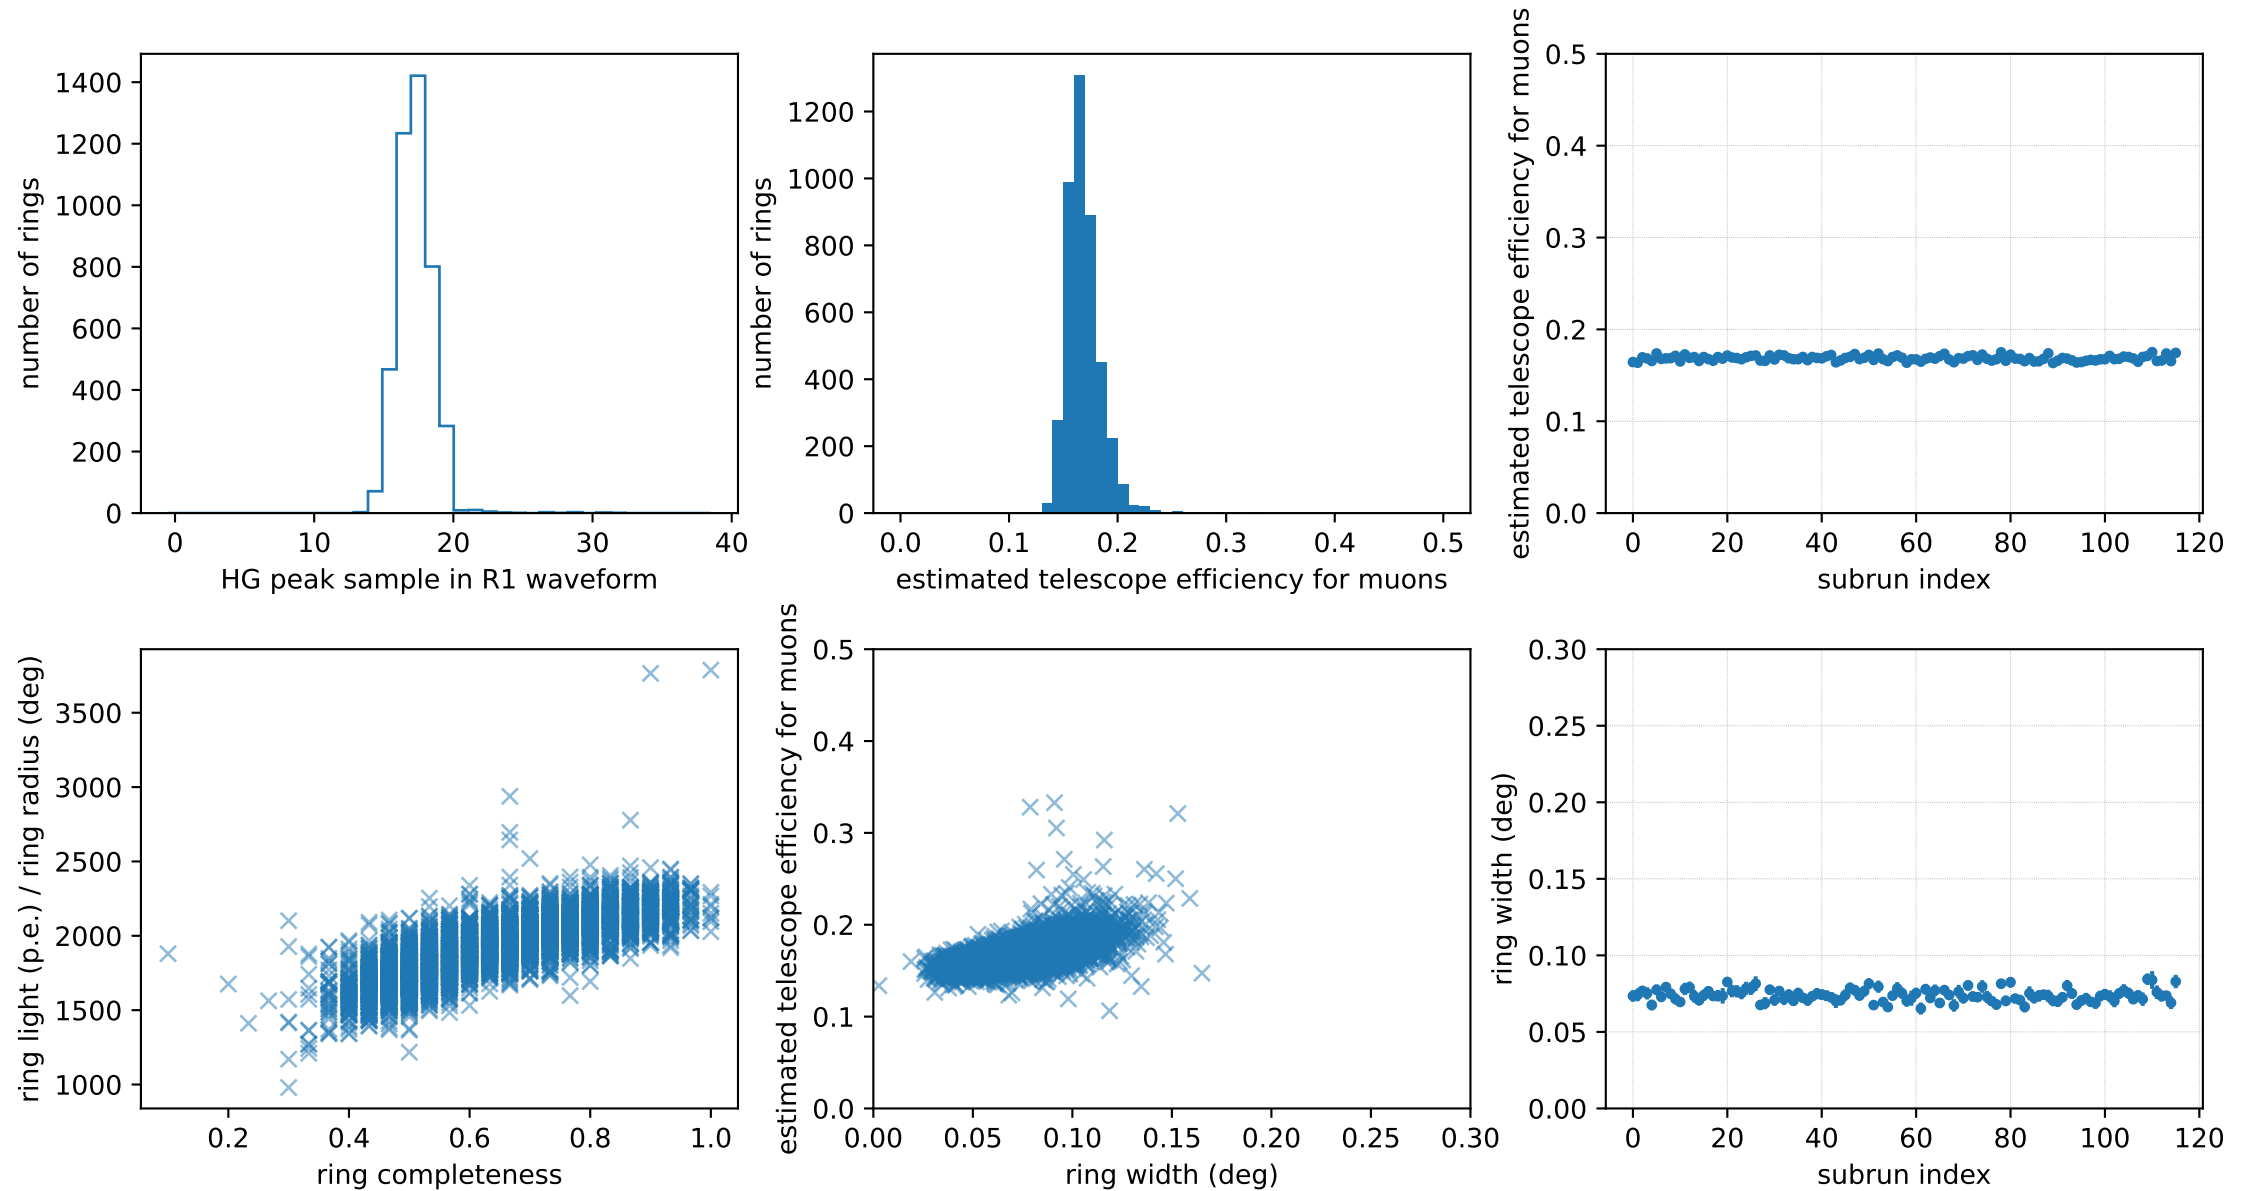 number of rings
1400
1200
1000
800
600
400
200
0
0 10 20 30 40
HG peak sample in R1 waveform
number of rings
1200
1000
800
600
400
200
0
0.0 0.1 0.2 0.3 0.4 0.5
estimated telescope efficiency for muons
estimated telescope efficiency for muons
0.5
0.4
0.3
0.2
0.1
0.0
0 20 40 60 80 100 120
subrun index
ring light (p.e.) / ring radius (deg)
3500
3000
2500
2000
1500
1000
0.2 0.4 0.6 0.8 1.0
ring completeness
estimated telescope efficiency for muons
0.5
0.4
0.3
0.2
0.1
0.0
0.00 0.05 0.10 0.15 0.20 0.25 0.30
ring width (deg)
ring width (deg)
0.30
0.25
0.20
0.15
0.10
0.05
0.00
0 20 40 60 80 100 120
subrun index